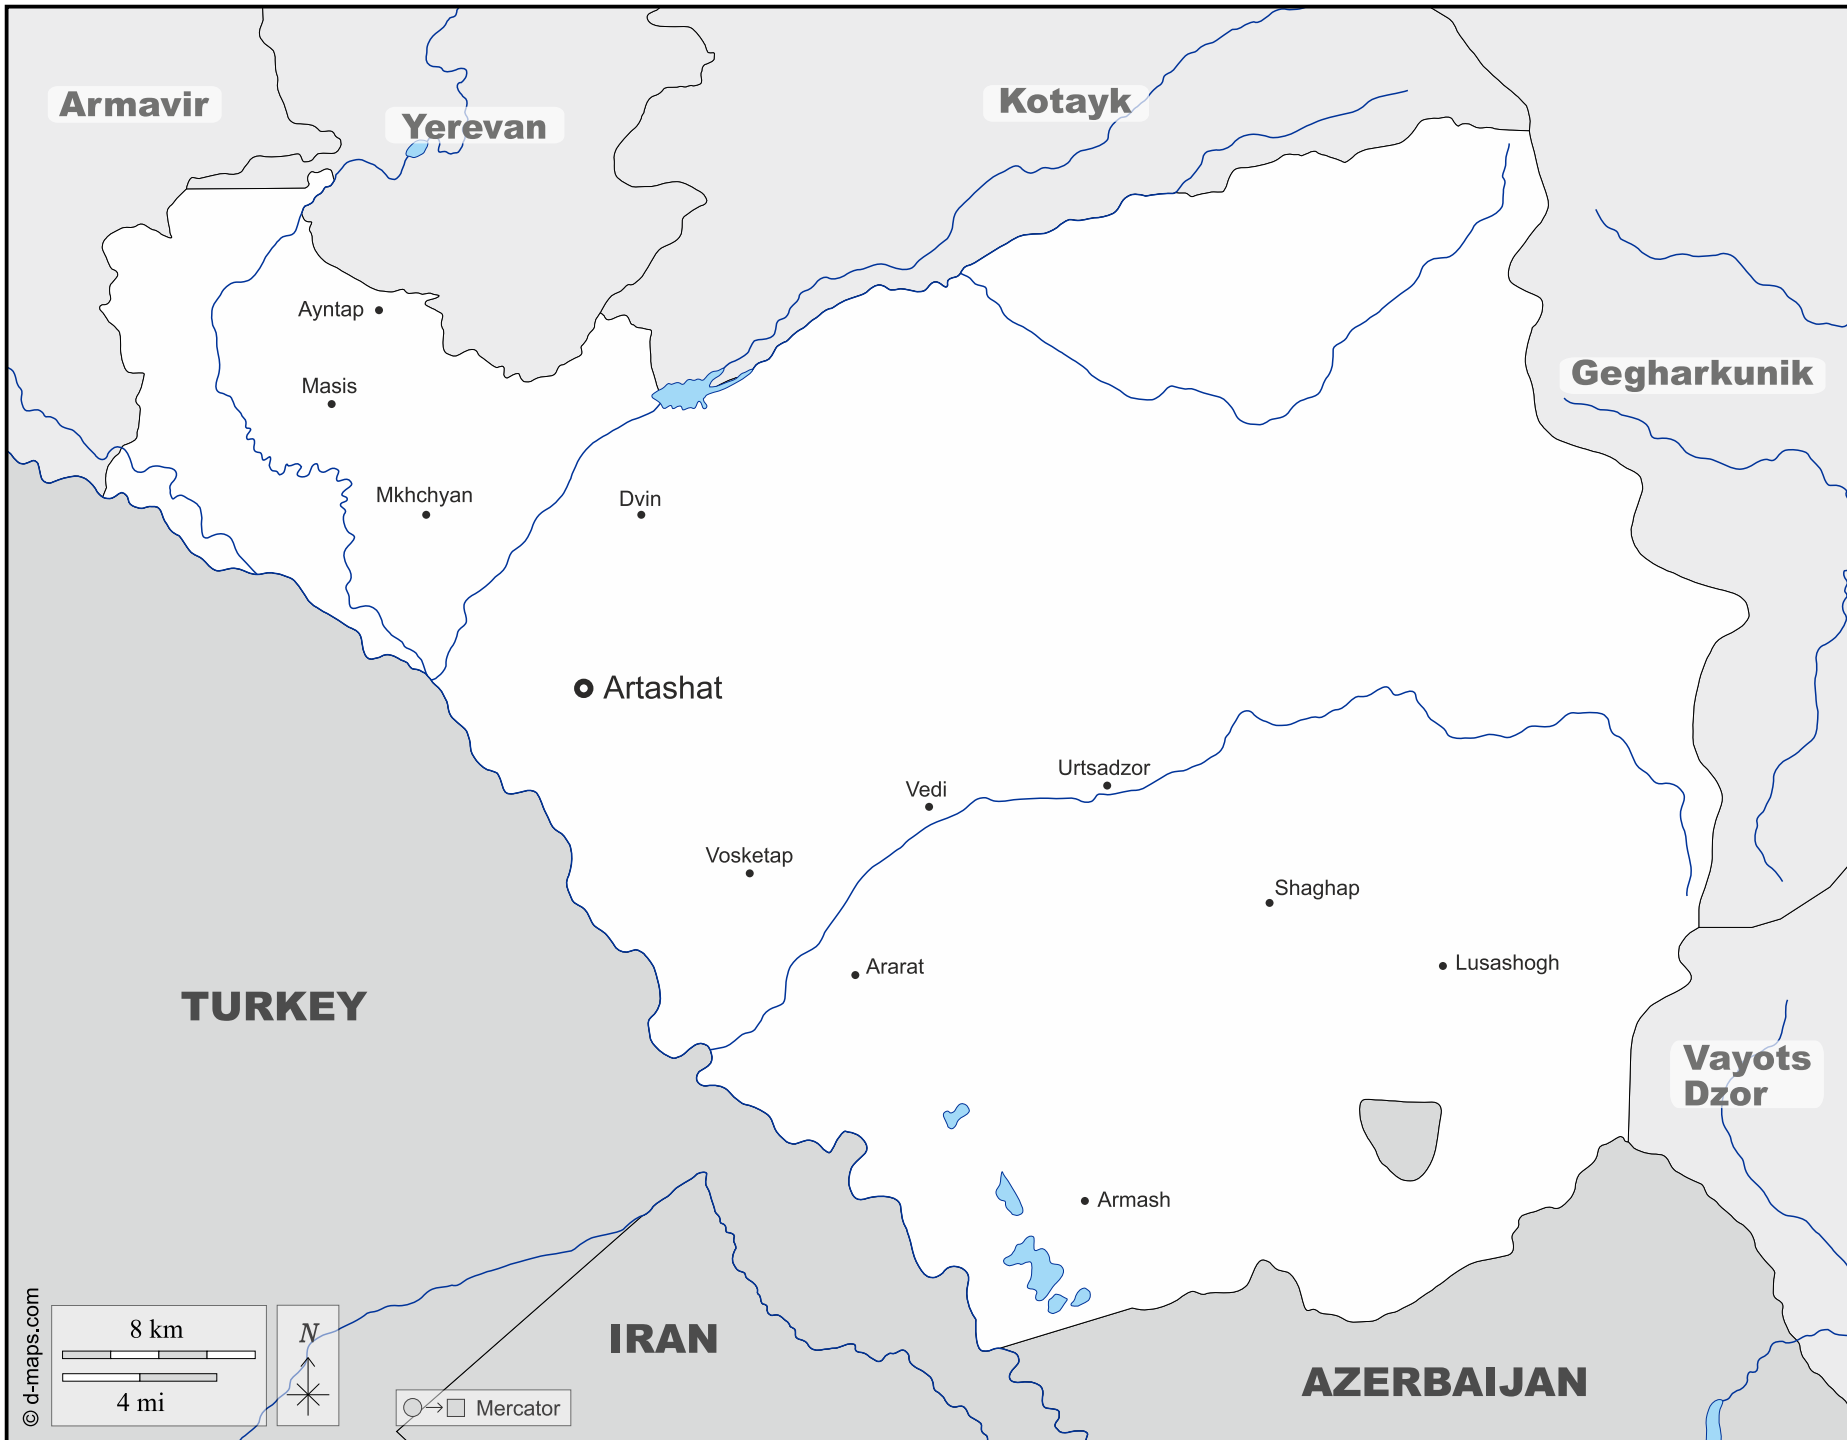 Armavir
Yerevan
Kotayk
Ayntap
Masis
Gegharkunik
Mkhchyan
Dvin
Artashat
Urtsadzor
Vedi
Vosketap
Shaghap
Ararat
Lusashogh
TURKEY
Vayots
Dzor
Armash
© d-maps.com
8 km
4 mi
N
IRAN
AZERBAIJAN
Mercator